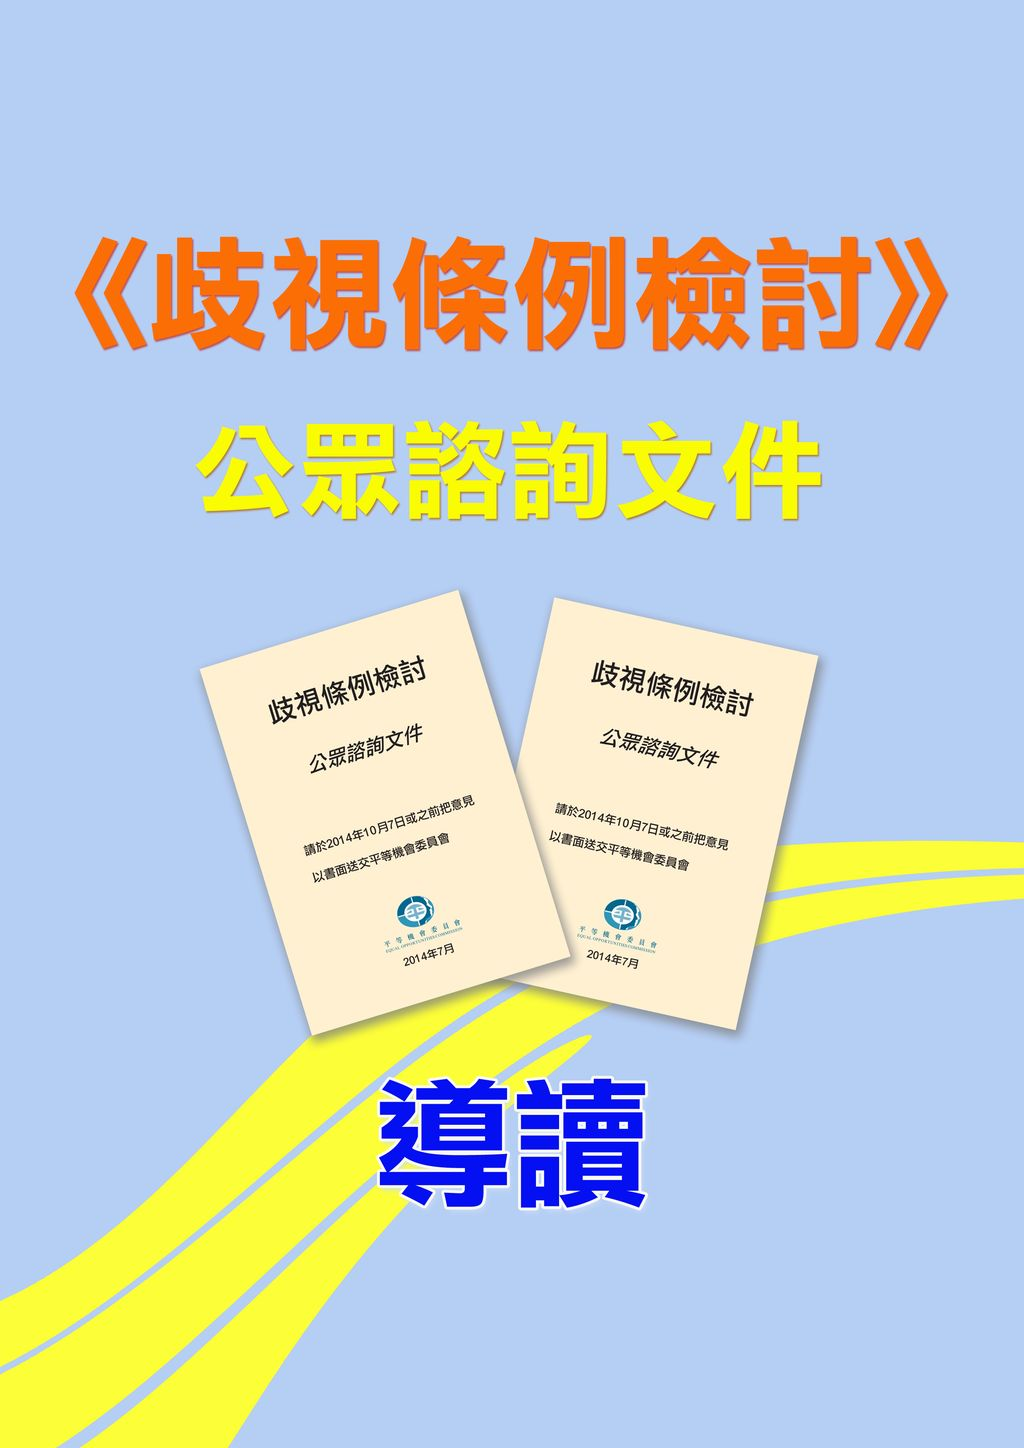 《歧視條例檢討》
公眾諮詢文件
歧視條例檢討
公眾諮詢文件
請於2014年10月7日或之前把意見
以書面送交平等機會委員會
平等機會委員會
EQUAL OPPORTUNITIES COMMISSION
2014年7月
歧視條例檢討
公眾諮詢文件
請於2014年10月7日或之前把意見
以書面送交平等機會委員會
平等機會委員會
EQUAL OPPORTUNITIES COMMISSION
2014年7月
導讀